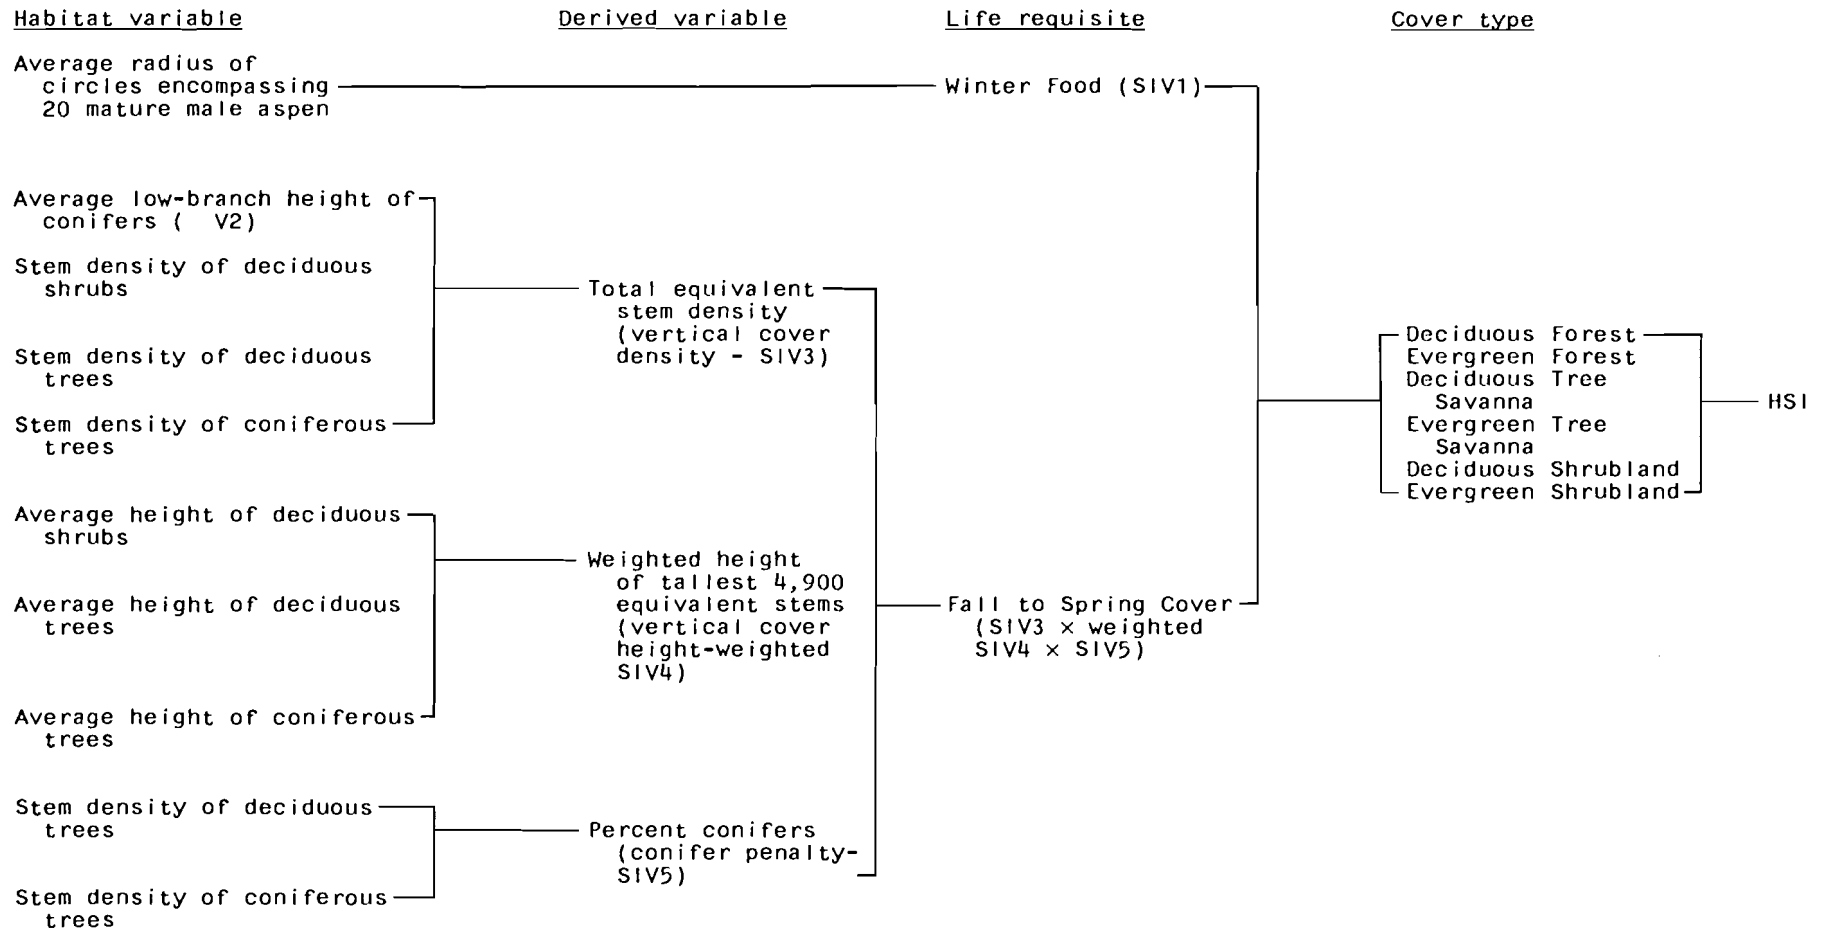 Habitat variable
Derived variable
Life requisite
Cover type
Average radius of
circles encompassing
20 mature male aspen
Winter Food (SIV1)
Average low-branch height of
conifers ( V2)
Stem density of deciduous
shrubs
Stem density of deciduous
trees
Stem density of coniferous
trees
Total equivalent
stem density
(vertical cover
density - SIV3)
Average height of deciduous
shrubs
Average height of deciduous
trees
Average height of coniferous
trees
Weighted height
of tallest 4,900
equivalent stems
(vertical cover
height-weighted
SIV4)
Stem density of deciduous
trees
Stem density of coniferous
trees
Percent conifers
(conifer penalty-
SIV5)
Fall to Spring Cover
(SIV3 × weighted
SIV4 × SIV5)
Deciduous Forest
Evergreen Forest
Deciduous Tree
Savanna
Evergreen Tree
Savanna
Deciduous Shrubland
Evergreen Shrubland
HSI